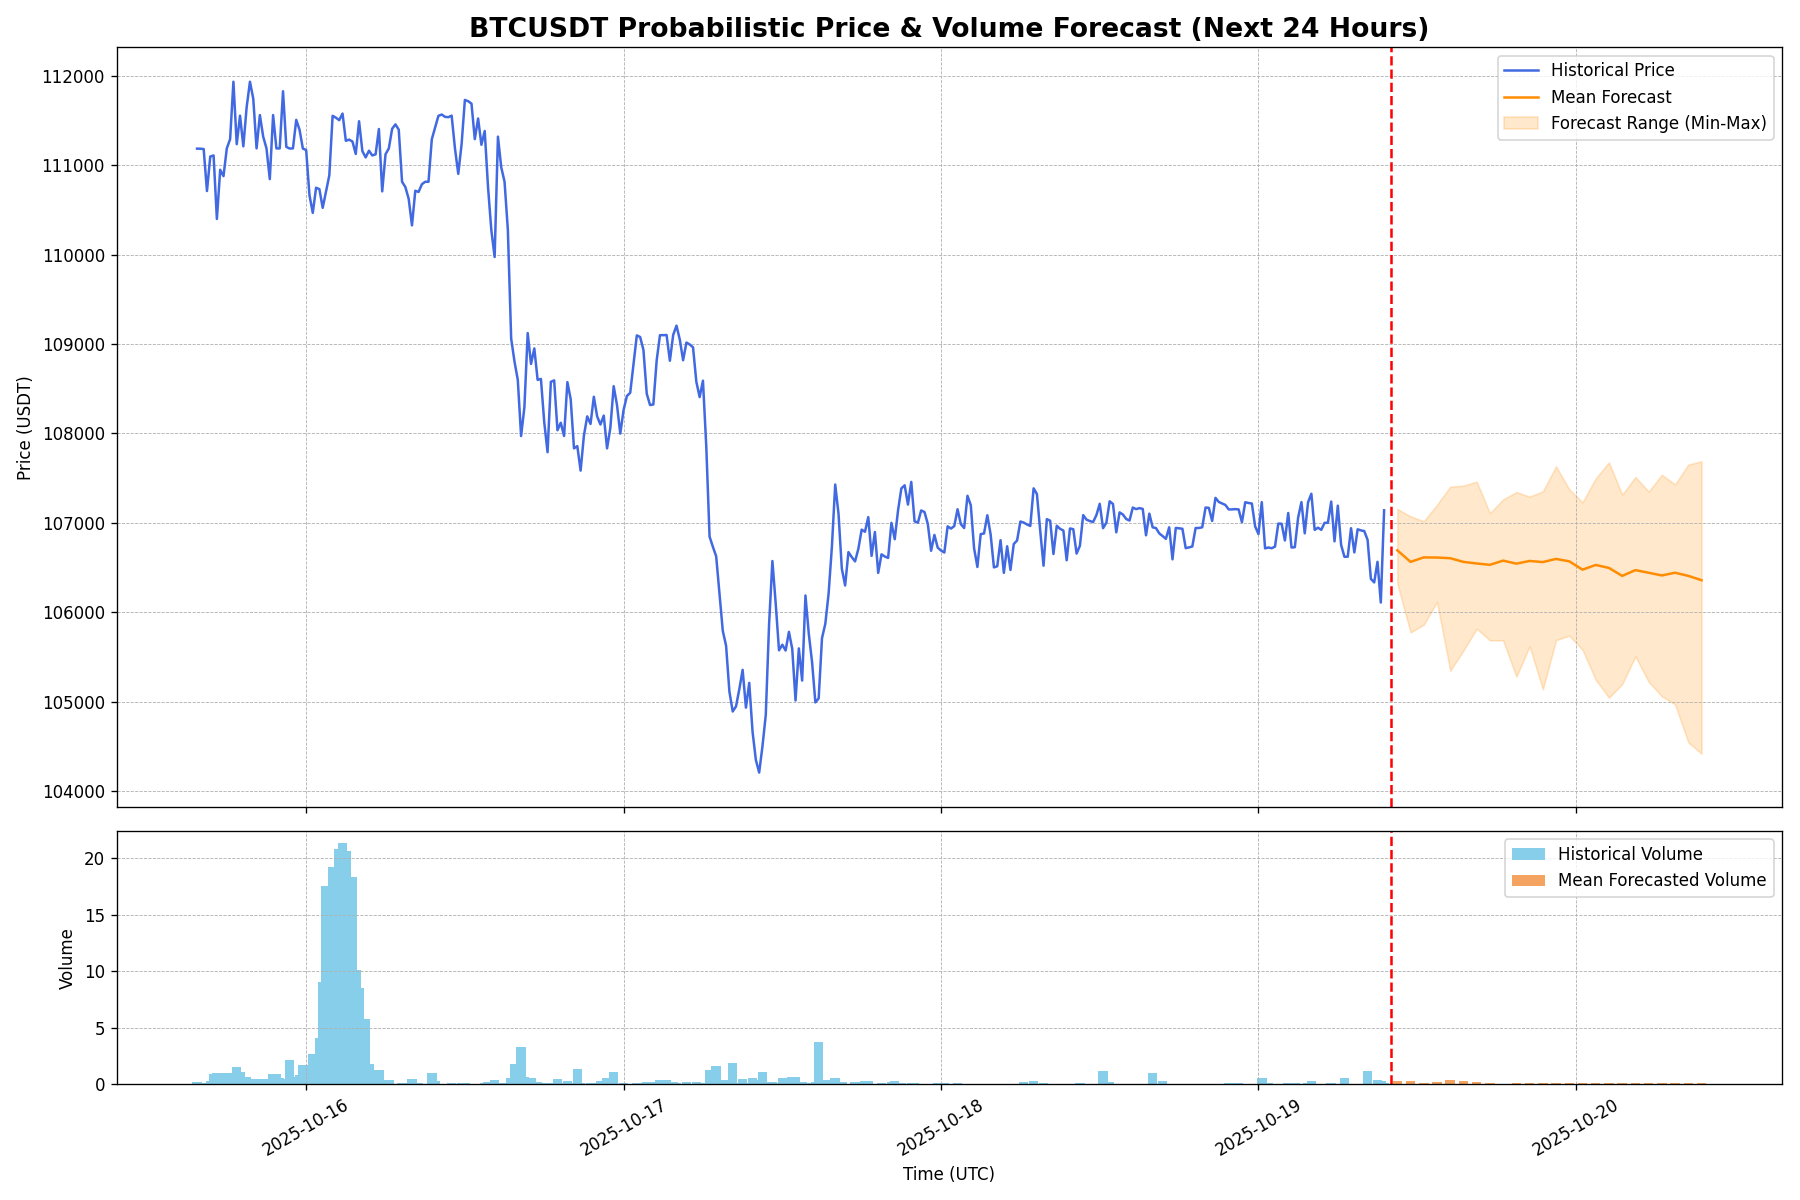 BTCUSDT Probabilistic Price & Volume Forecast (Next 24 Hours)
Historical Price
Mean Forecast
Forecast Range (Min-Max)
Price (USDT)
112000
111000
110000
109000
108000
107000
106000
105000
104000
Historical Volume
Mean Forecasted Volume
Volume
20
15
10
5
0
2025-10-16
2025-10-17
2025-10-18
2025-10-19
2025-10-20
Time (UTC)